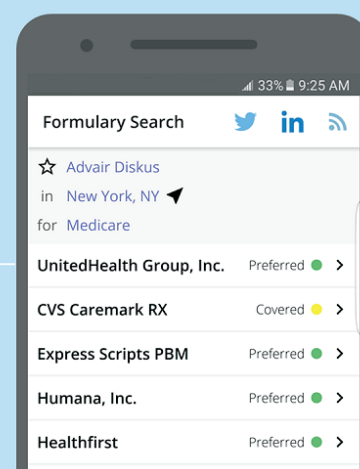 33% 9:25 AM
Formulary Search in
Advair Diskus
in New York, NY
for Medicare
UnitedHealth Group, Inc. Preferred
CVS Caremark RX Covered
Express Scripts PBM Preferred
Humana, Inc. Preferred
Healthfirst Preferred